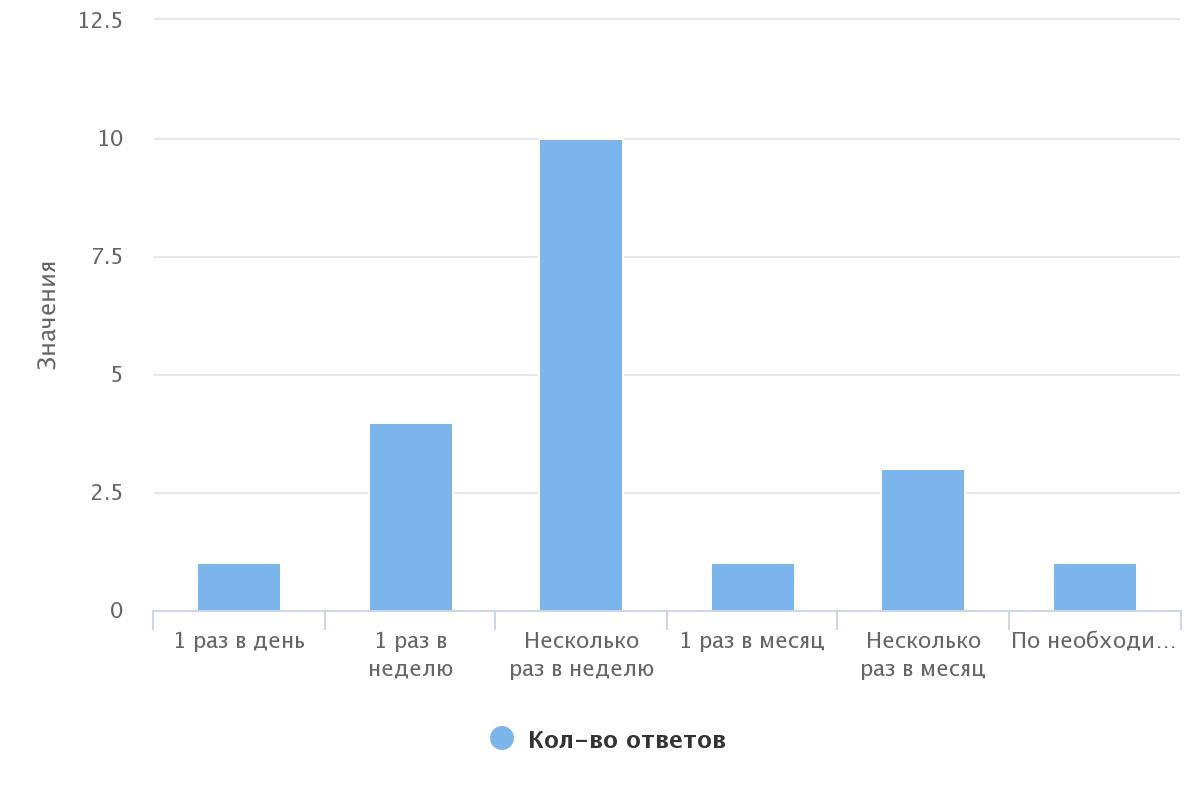 12.5
10
7.5
5
2.5
0
Значения
1 раз в день
1 раз в
неделю
Несколько
раз в неделю
1 раз в месяц
Несколько
раз в месяц
По необходи...
Кол-во ответов